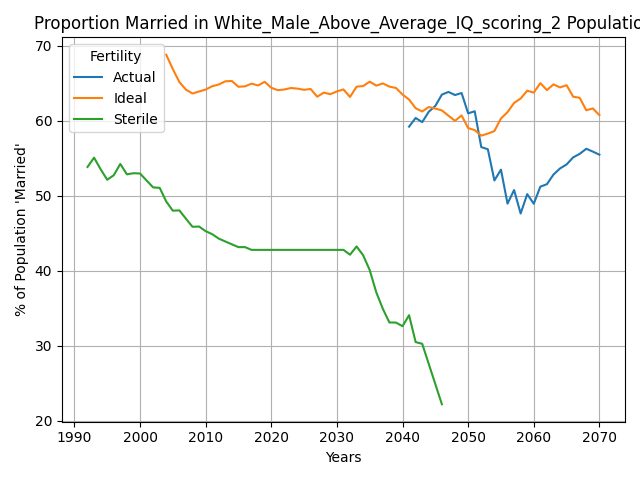 Proportion Married in White_Male_Above_Average_IQ_scoring_2 Populatio
Fertility
Actual
Ideal
Sterile
% of Population 'Married'
70
60
50
40
30
20
1990 2000 2010 2020 2030 2040 2050 2060 2070
Years